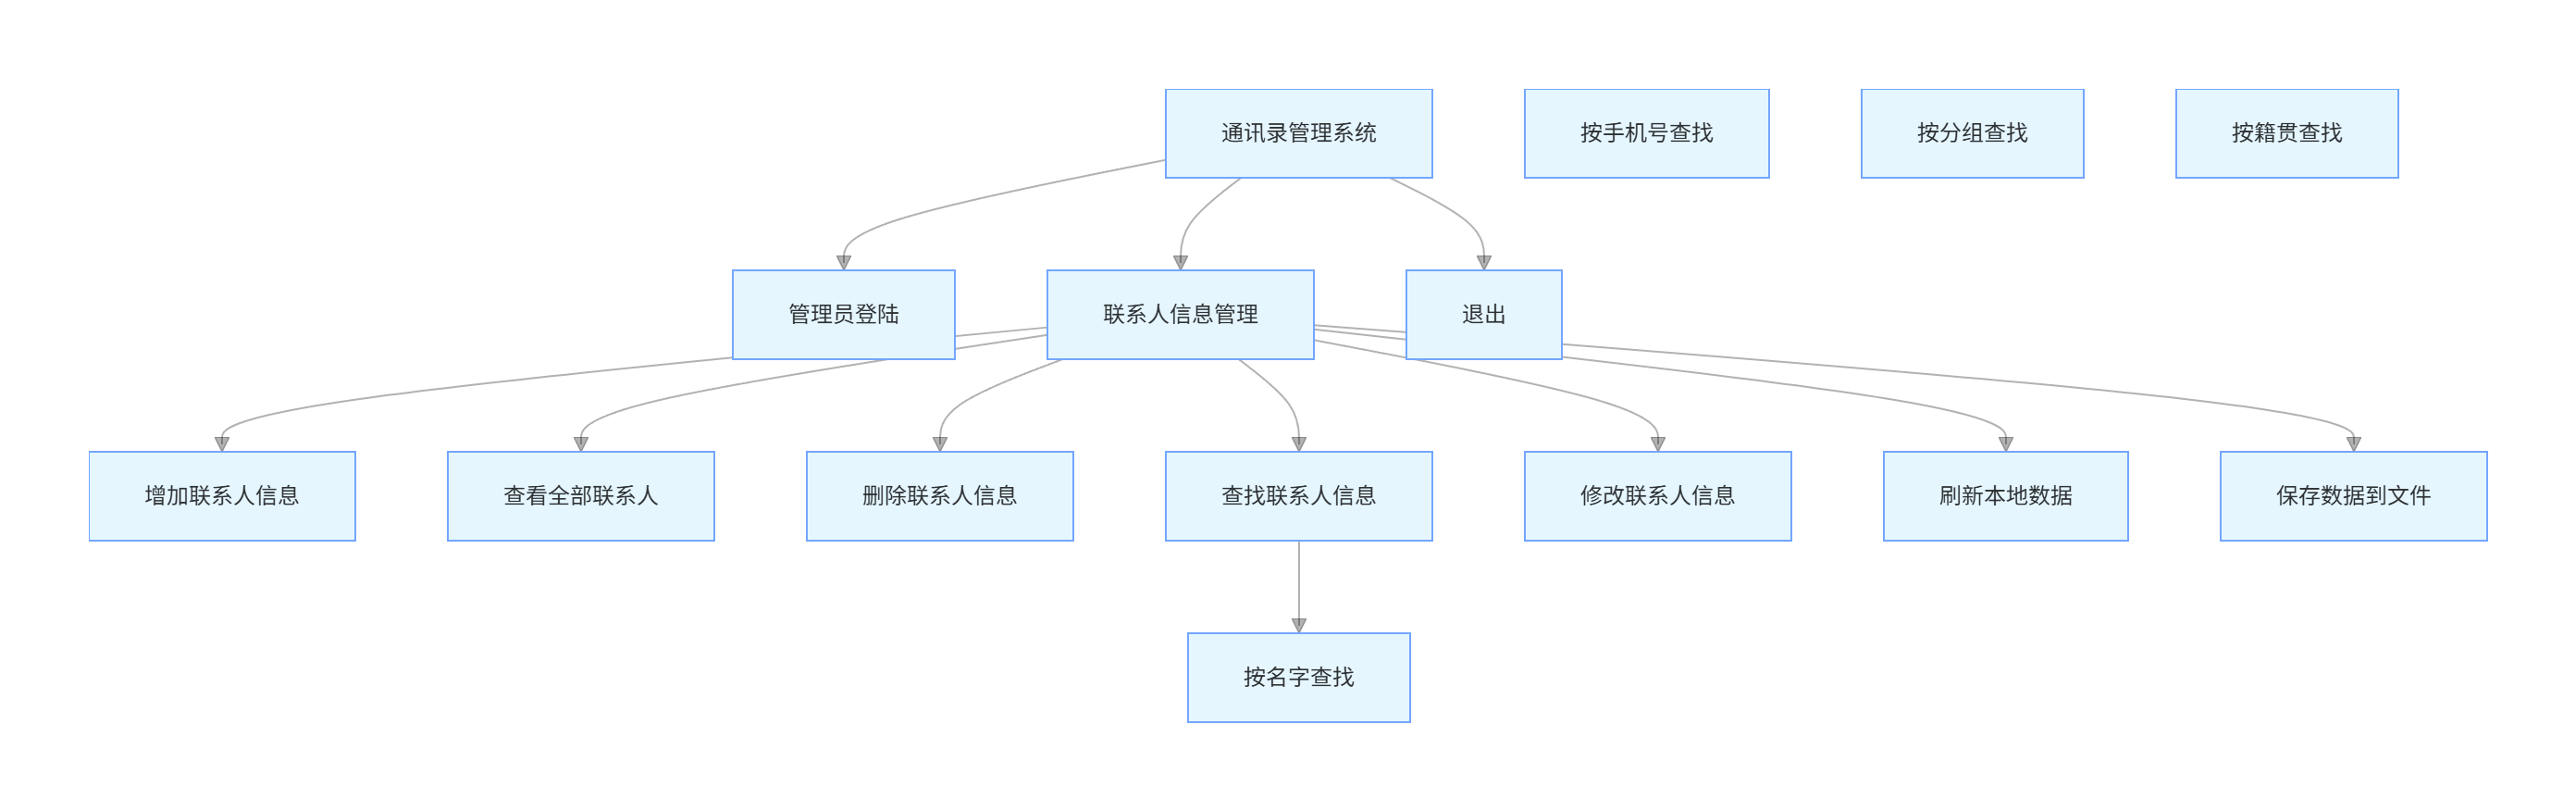 通讯录管理系统
按手机号查找
按分组查找
按籍贯查找
管理员登陆
联系人信息管理
退出
增加联系人信息
查看全部联系人
删除联系人信息
查找联系人信息
修改联系人信息
刷新本地数据
保存数据到文件
按名字查找